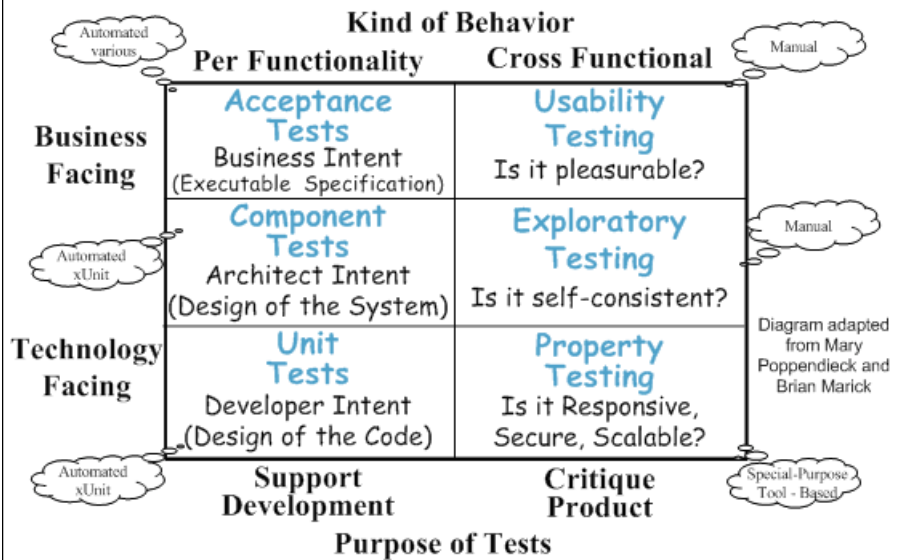 Kind of Behavior
Automated
various
Per Functionality
Cross Functional
Manual
Business
Facing
Acceptance
Tests
Business Intent
(Executable Specification)
Usability
Testing
Is it pleasurable?
Automated
xUnit
Component
Tests
Architect Intent
(Design of the System)
Exploratory
Testing
Is it self-consistent?
Manual
Technology
Facing
Unit
Tests
Developer Intent
(Design of the Code)
Property
Testing
Is it Responsive,
Secure, Scalable?
Diagram adapted
from Mary
Poppendieck and
Brian Marick
Automated
xUnit
Support
Development
Critique
Product
Special-Purpose
Tool - Based
Purpose of Tests